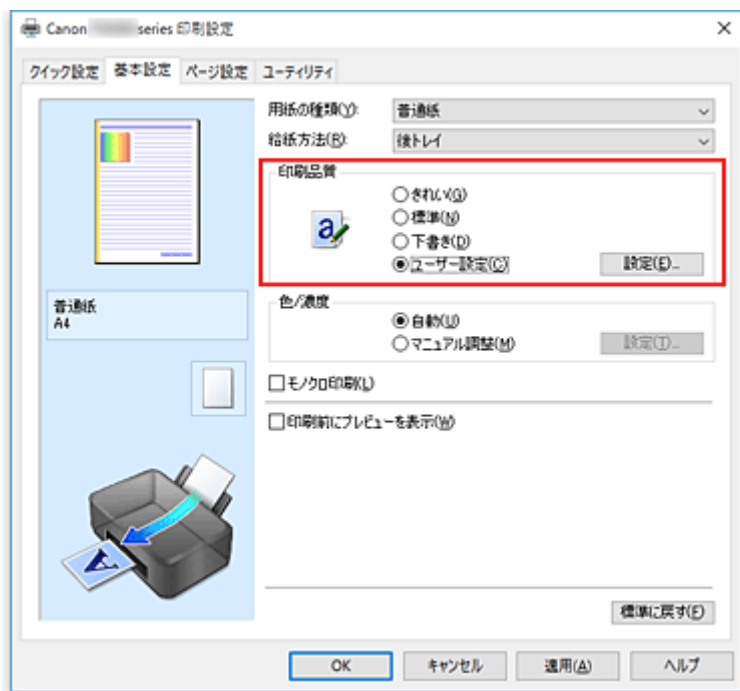 Canon series 印刷設定
クイック設定 基本設定 ページ設定 ユーティリティ
用紙の種類(Y): 普通紙
給紙方法(R): 後トレイ
印刷品質
きれい(G)
標準(N)
下書き(D)
ユーザー設定(C) 設定(E)...
普通紙
A4
色/濃度
自動(U)
マニュアル調整(M) 設定(T)...
モノクロ印刷(L)
印刷前にプレビューを表示(W)
標準に戻す(F)
OK キャンセル 適用(A) ヘルプ